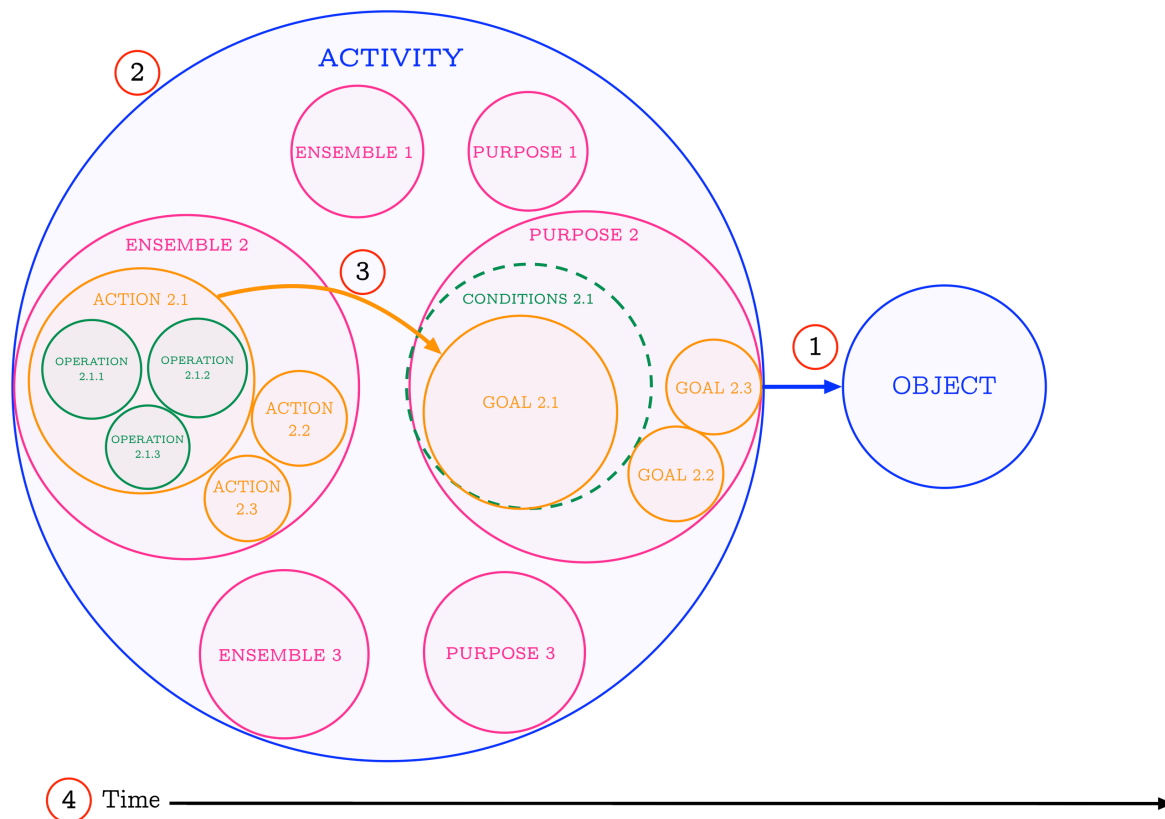 ACTIVITY
2
ENSEMBLE 1
PURPOSE 1
ENSEMBLE 2
PURPOSE 2
3
ACTION 2.1
CONDITIONS 2.1
OPERATION
2.1.1
OPERATION
2.1.2
OPERATION
2.1.3
ACTION
2.2
ACTION
2.3
GOAL 2.1
GOAL 2.3
GOAL 2.2
1
OBJECT
ENSEMBLE 3
PURPOSE 3
4 Time